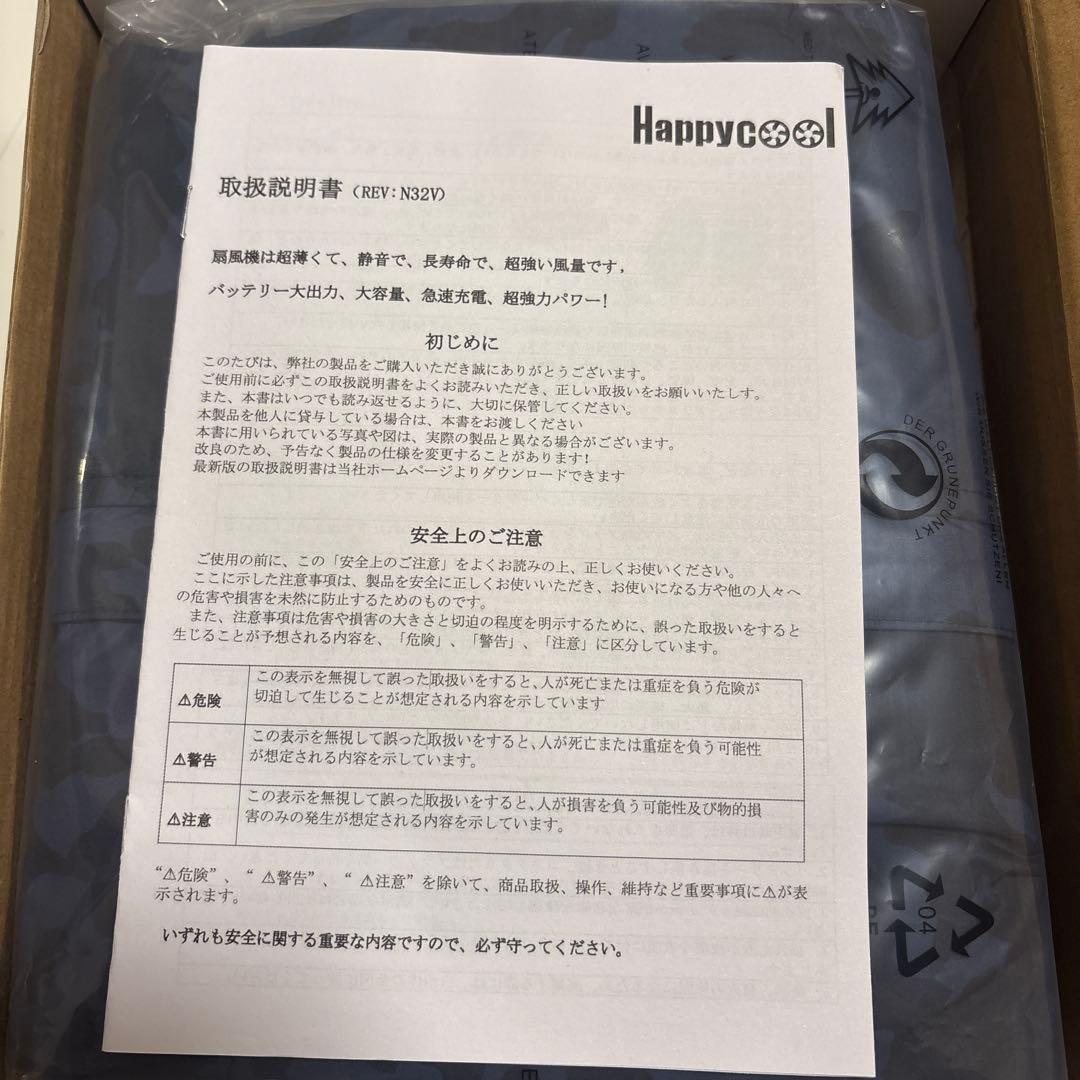 Happycool
取扱説明書（REV：N32V）
扇風機は超薄くて、静音で、長寿命で、超強い風量です，
バッテリー大出力、大容量、急速充電、超強力パワー！
初じめに
このたびは、弊社の製品をご購入いただき誠にありがとうございます。
ご使用前に必ずこの取扱説明書をよくお読みいただき、正しい取扱いをお願いいたしす。
また、本書はいつでも読み返せるように、大切に保管してください。
本製品を他人に貸与している場合は、本書をお渡しください
本書に用いられている写真や図は、実際の製品と異なる場合がございます。
改良のため、予告なく製品の仕様を変更することがあります！
最新版の取扱説明書は当社ホームページよりダウンロードできます
安全上のご注意
ご使用の前に、この「安全上のご注意」をよくお読みの上、正しくお使いください。
ここに示した注意事項は、製品を安全に正しくお使いいただき、お使いになる方や他の人々へ
の危害や損害を未然に防止するためのものです。
また、注意事項は危害や損害の大きさと切迫の程度を明示するために、誤った取扱いをすると
生じることが予想される内容を、「危険」、「警告」、「注意」に区分しています。
⚠危険
この表示を無視して誤った取扱いをすると、人が死亡または重症を負う危険が
切迫して生じることが想定される内容を示しています
⚠警告
この表示を無視して誤った取扱いをすると、人が死亡または重症を負う可能性
が想定される内容を示しています。
⚠注意
この表示を無視して誤った取扱いをすると、人が損害を負う可能性及び物的損
害のみの発生が想定される内容を示しています。
“⚠危険”、“ ⚠警告”、“ ⚠注意”を除いて、商品取扱、操作、維持など重要事項に⚠が表
示されます。
いずれも安全に関する重要な内容ですので、必ず守ってください。
DER GRÜNE PUNKT
04